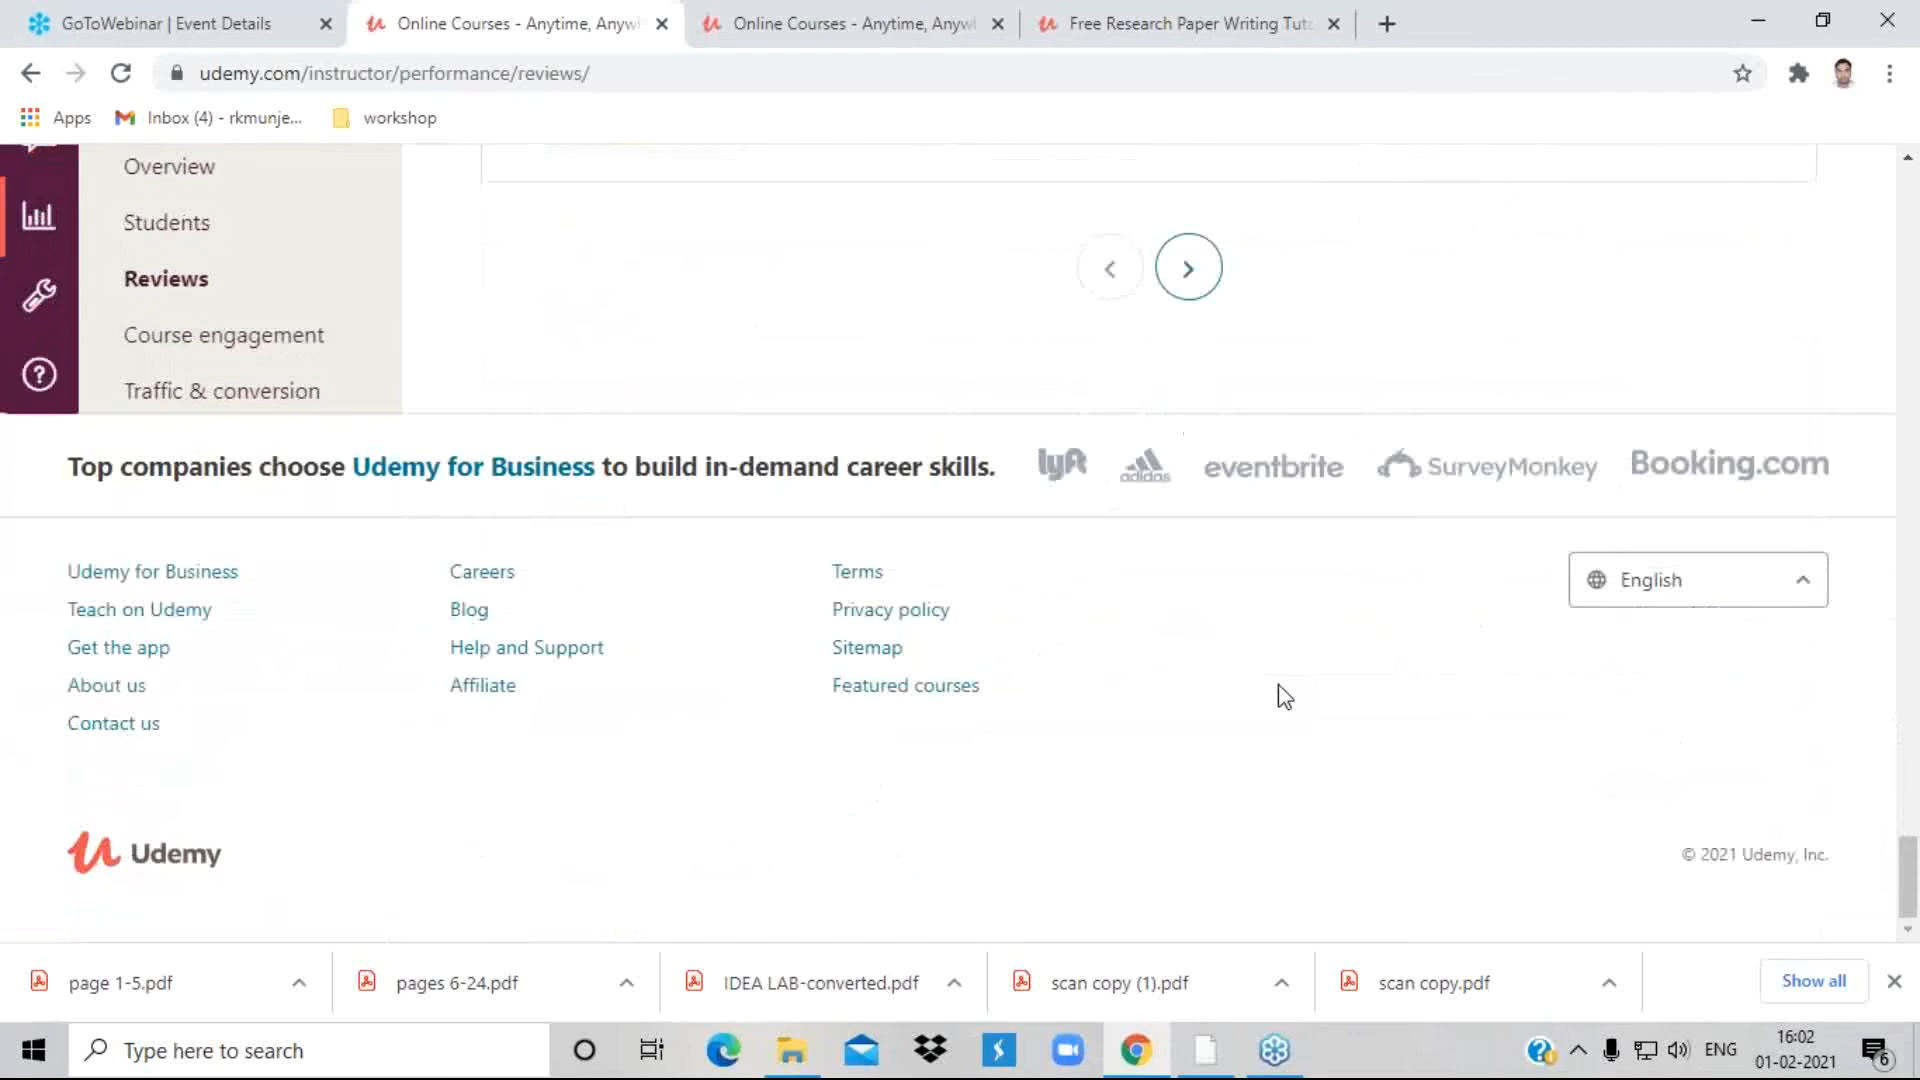 GoToWebinar | Event Details
Online Courses - Anytime, Anyw
Online Courses - Anytime, Anyw
Free Research Paper Writing Tuto
udemy.com/instructor/performance/reviews/
Apps
Inbox (4) - rkmunje...
workshop
Overview
Students
Reviews
Course engagement
Traffic & conversion
Top companies choose Udemy for Business to build in-demand career skills.
lyft
adidas
eventbrite
SurveyMonkey
Booking.com
Udemy for Business
Careers
Terms
English
Teach on Udemy
Blog
Privacy policy
Get the app
Help and Support
Sitemap
About us
Affiliate
Featured courses
Contact us
Udemy
© 2021 Udemy, Inc.
page 1-5.pdf
pages 6-24.pdf
IDEA LAB-converted.pdf
scan copy (1).pdf
scan copy.pdf
Show all
Type here to search
ENG
16:02
01-02-2021
6